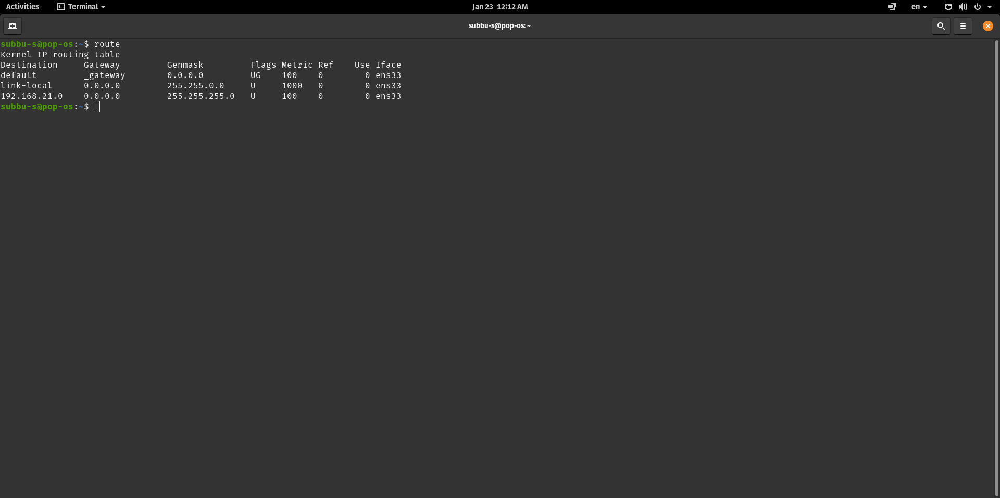 Activities Terminal Jan 23 12:12 AM en
subbu-s@pop-os: ~
subbu-s@pop-os:~$ route
Kernel IP routing table
Destination     Gateway         Genmask         Flags Metric Ref    Use Iface
default         _gateway        0.0.0.0         UG    100    0        0 ens33
link-local      0.0.0.0         255.255.0.0     U     1000   0        0 ens33
192.168.21.0    0.0.0.0         255.255.255.0   U     100    0        0 ens33
subbu-s@pop-os:~$